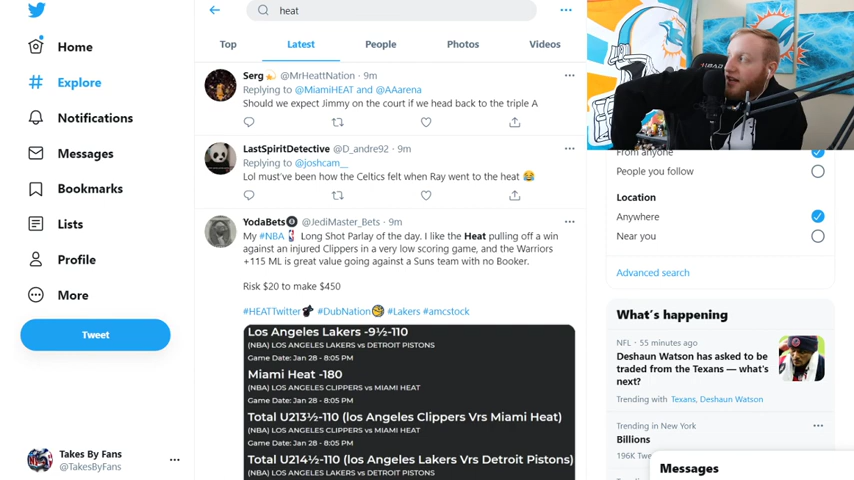 heat
Top
Latest
People
Photos
Videos
Home
Explore
Notifications
Messages
Bookmarks
Lists
Profile
More
Tweet
Takes By Fans
@TakesByFans
Serg @MrHeattNation · 9m
Replying to @MiamiHEAT and @AAarena
Should we expect Jimmy on the court if we head back to the triple A
LastSpiritDetective @D_andre92 · 9m
Replying to @joshcam__
Lol must've been how the Celtics felt when Ray went to the heat 😂
YodaBets @JediMaster_Bets · 9m
My #NBA Long Shot Parlay of the day. I like the Heat pulling off a win
against an injured Clippers in a very low scoring game, and the Warriors
+115 ML is great value going against a Suns team with no Booker.
Risk $20 to make $450
#HEATTwitter #DubNation #Lakers #amcstock
Los Angeles Lakers -9½-110
(NBA) LOS ANGELES LAKERS vs DETROIT PISTONS
Game Date: Jan 28 - 8:05 PM
Miami Heat -180
(NBA) LOS ANGELES CLIPPERS vs MIAMI HEAT
Game Date: Jan 28 - 8:05 PM
Total U213½-110 (los Angeles Clippers Vrs Miami Heat)
(NBA) LOS ANGELES CLIPPERS vs MIAMI HEAT
Game Date: Jan 28 - 8:05 PM
Total U214½-110 (los Angeles Lakers Vrs Detroit Pistons)
(NBA) LOS ANGELES LAKERS vs DETROIT PISTONS
From anyone
People you follow
Location
Anywhere
Near you
Advanced search
What's happening
NFL · 55 minutes ago
Deshaun Watson has asked to be
traded from the Texans — what's
next?
Trending with Texans, Deshaun Watson
Trending in New York
Billions
196K Twe
Messages